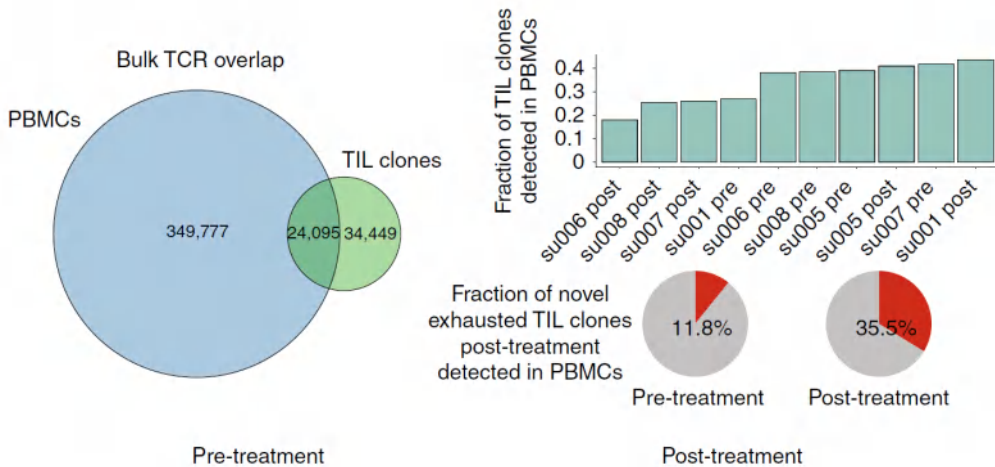 Bulk TCR overlap
PBMCs
TIL clones
349,777
24,095
34,449
Fraction of TIL clones
detected in PBMCs
0.4
0.3
0.2
0.1
0
su006 post
su008 post
su007 post
su001 pre
su006 pre
su008 pre
su005 pre
su005 post
su007 pre
su001 post
Fraction of novel
exhausted TIL clones
post-treatment
detected in PBMCs
11.8%
35.5%
Pre-treatment
Post-treatment
Pre-treatment
Post-treatment